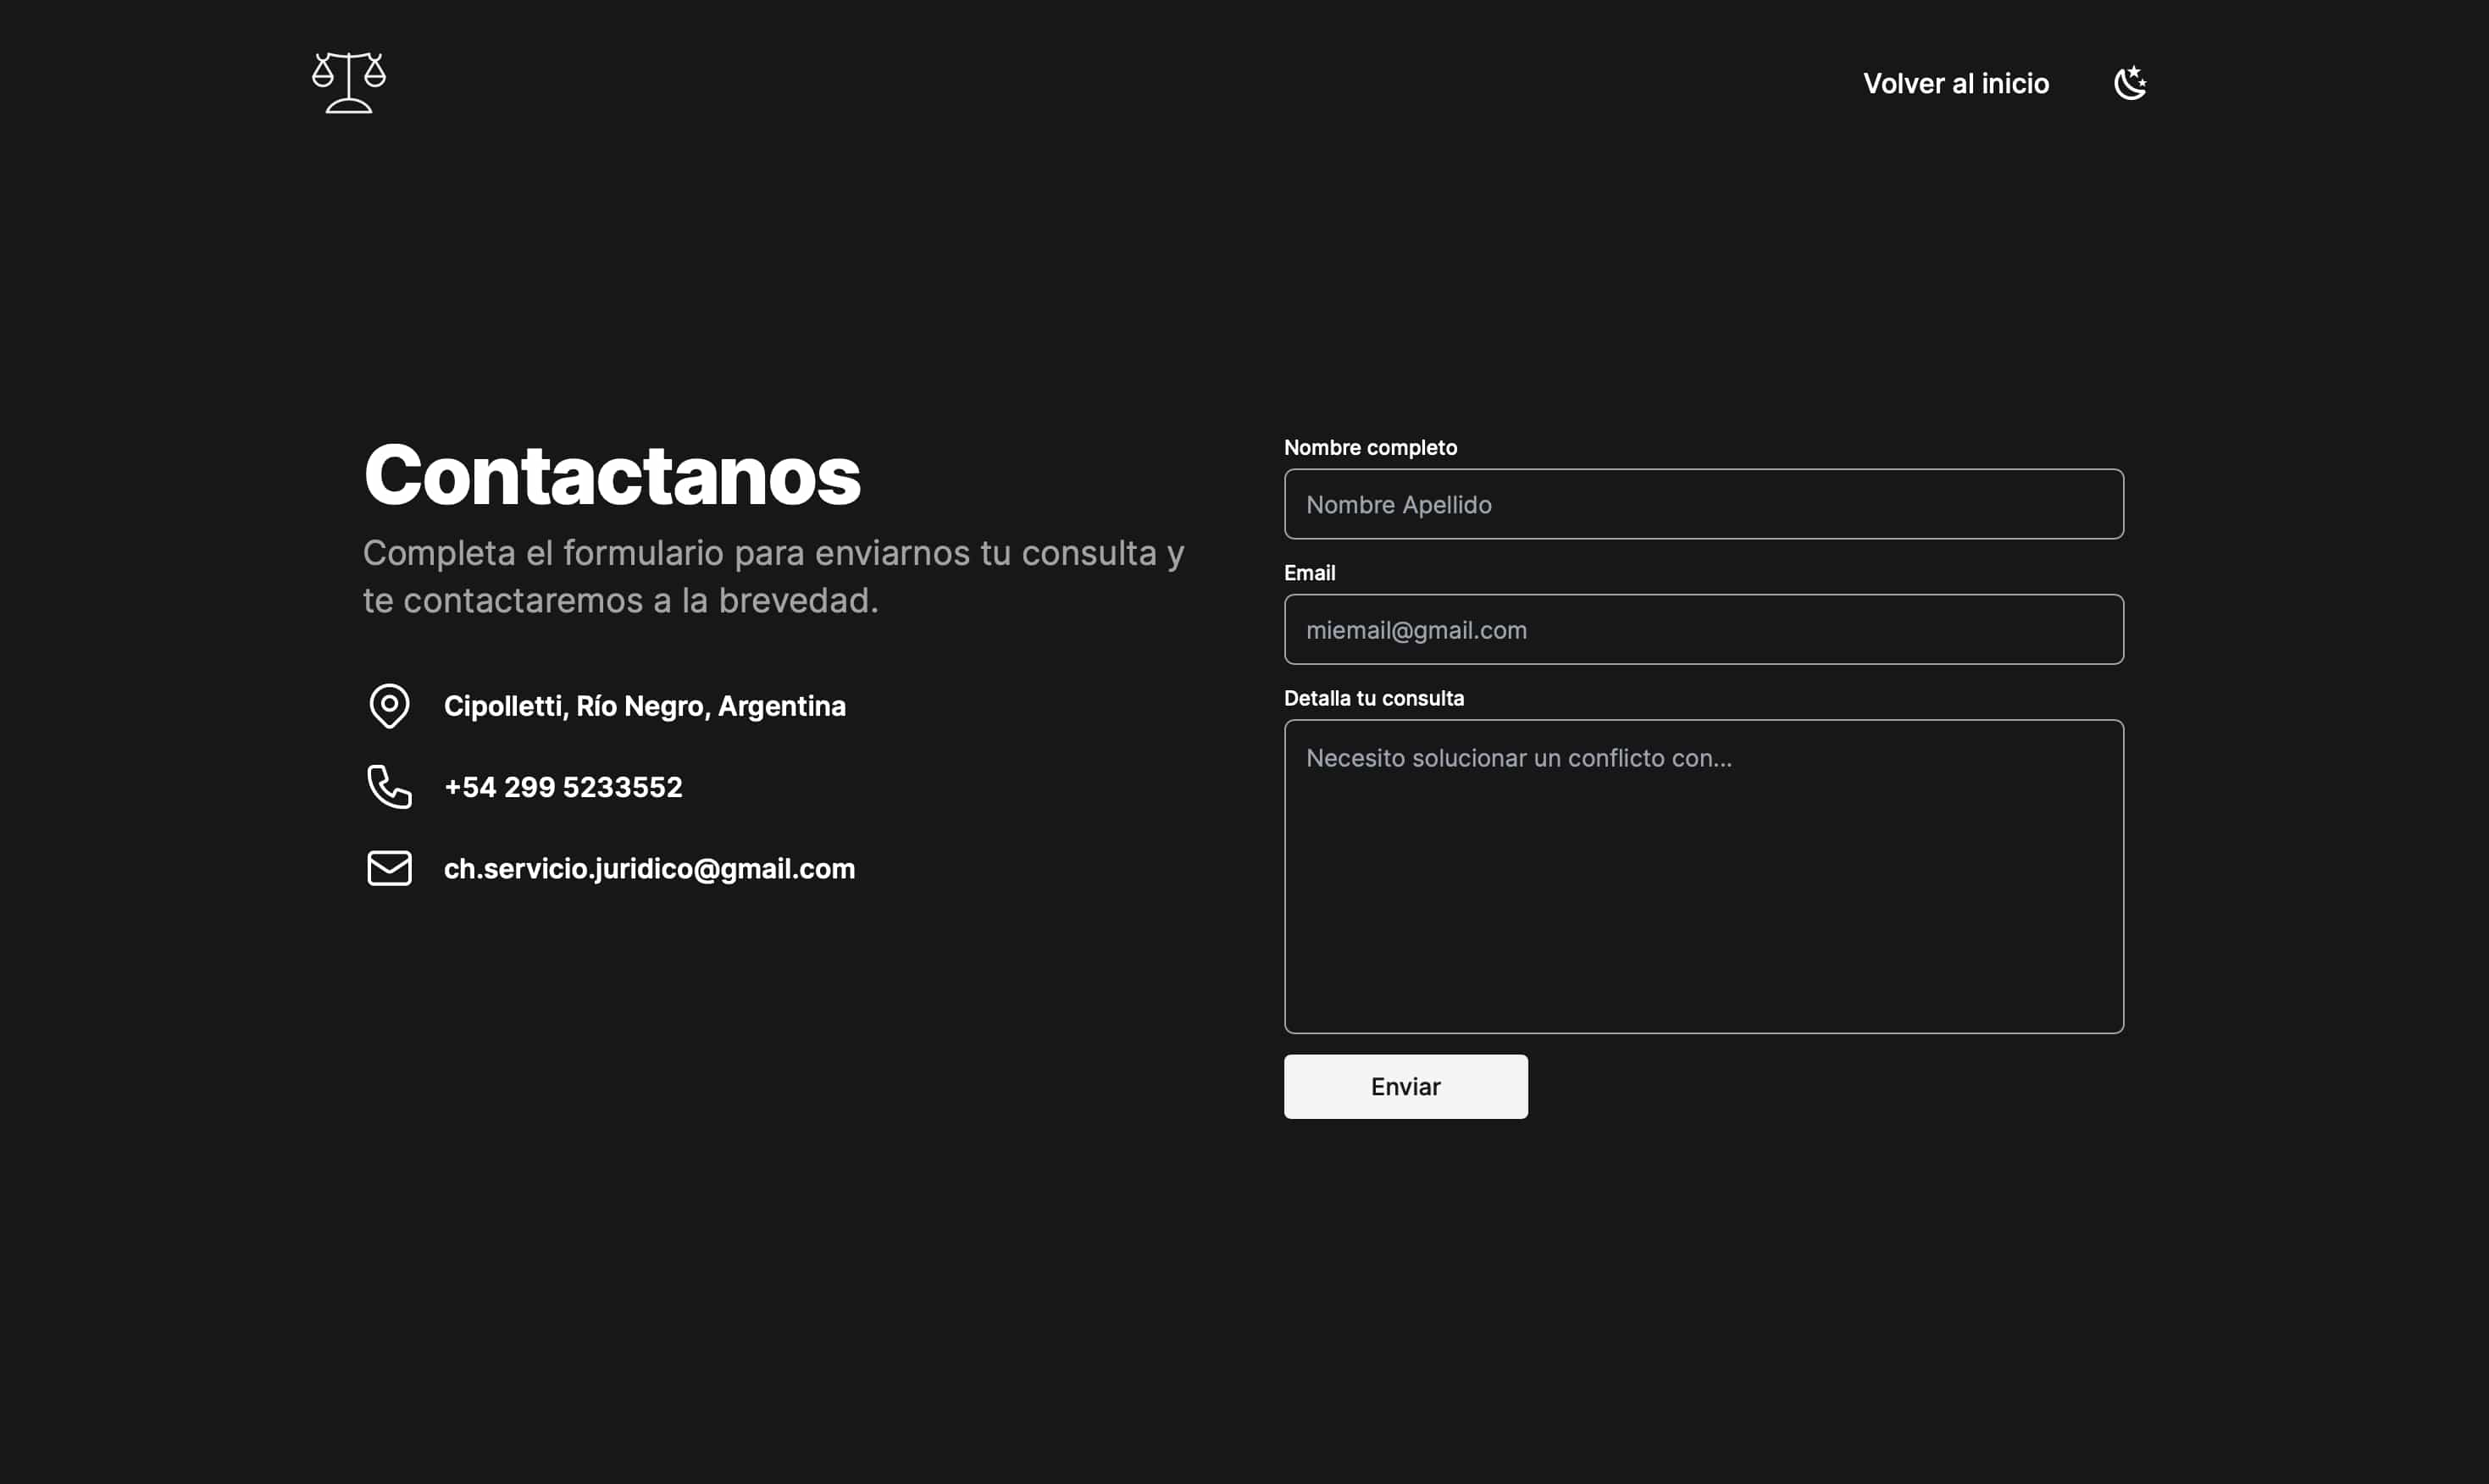 Volver al inicio
Contactanos
Completa el formulario para enviarnos tu consulta y
te contactaremos a la brevedad.
Cipolletti, Río Negro, Argentina
+54 299 5233552
ch.servicio.juridico@gmail.com
Nombre completo
Nombre Apellido
Email
miemail@gmail.com
Detalla tu consulta
Necesito solucionar un conflicto con...
Enviar